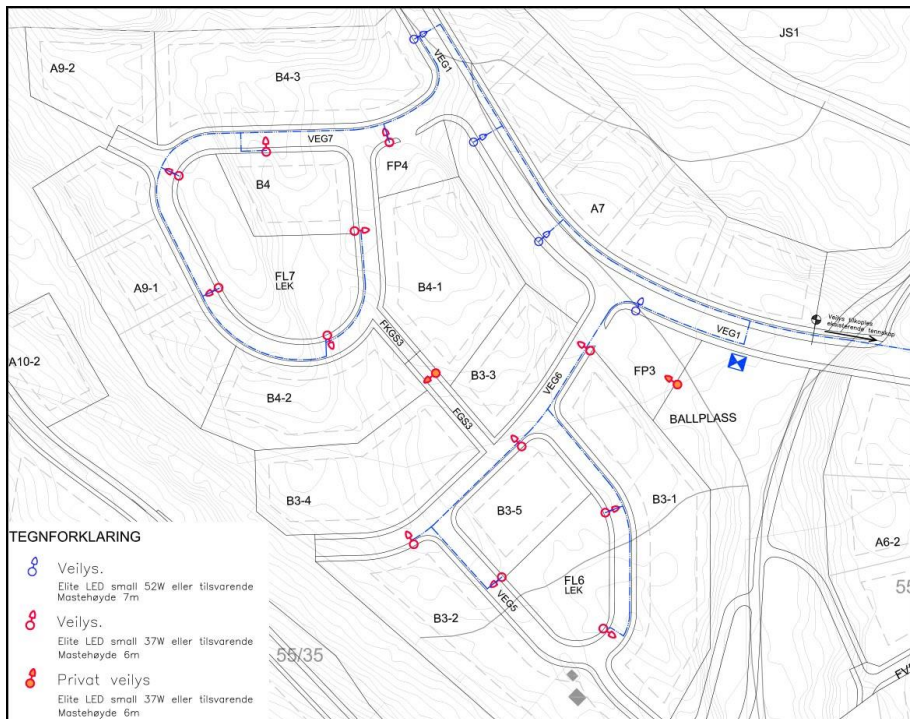 JS1
A9-2
VEG1
B4-3
VEG7
FP4
B4
A7
A9-1
FL7
LEK
B4-1
Veilys tilkoples
eksisterende tennskap
VEG1
FKGS3
A10-2
B3-3
VEG6
FP3
B4-2
FGS3
BALLPLASS
B3-4
B3-5
B3-1
A6-2
FL6
LEK
55
VEG5
B3-2
55/35
TEGNFORKLARING
Veilys.
Elite LED small 52W eller tilsvarende
Mastehøyde 7m
Veilys.
Elite LED small 37W eller tilsvarende
Mastehøyde 6m
Privat veilys
Elite LED small 37W eller tilsvarende
Mastehøyde 6m